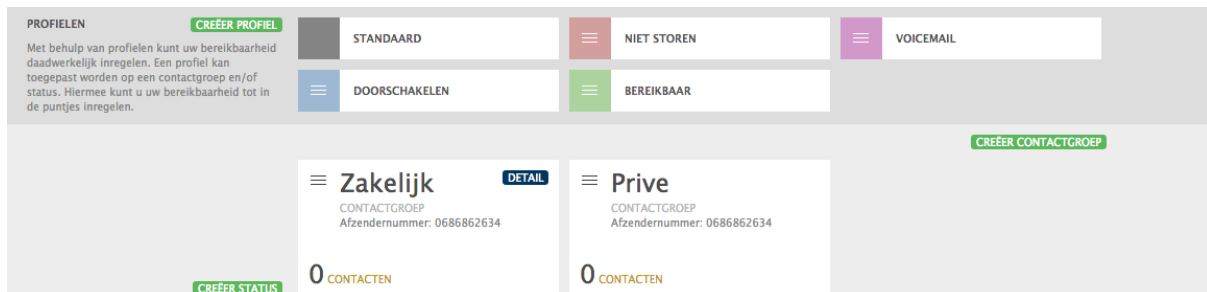 PROFIELEN
CREËER PROFIEL
Met behulp van profielen kunt uw bereikbaarheid
daadwerkelijk inregelen. Een profiel kan
toegepast worden op een contactgroep en/of
status. Hiermee kunt u uw bereikbaarheid tot in
de puntjes inregelen.
STANDAARD
NIET STOREN
VOICEMAIL
DOORSCHAKELEN
BEREIKBAAR
CREËER CONTACTGROEP
Zakelijk
DETAIL
CONTACTGROEP
Afzendernummer: 0686862634
0 CONTACTEN
Prive
CONTACTGROEP
Afzendernummer: 0686862634
0 CONTACTEN
CREËER STATUS